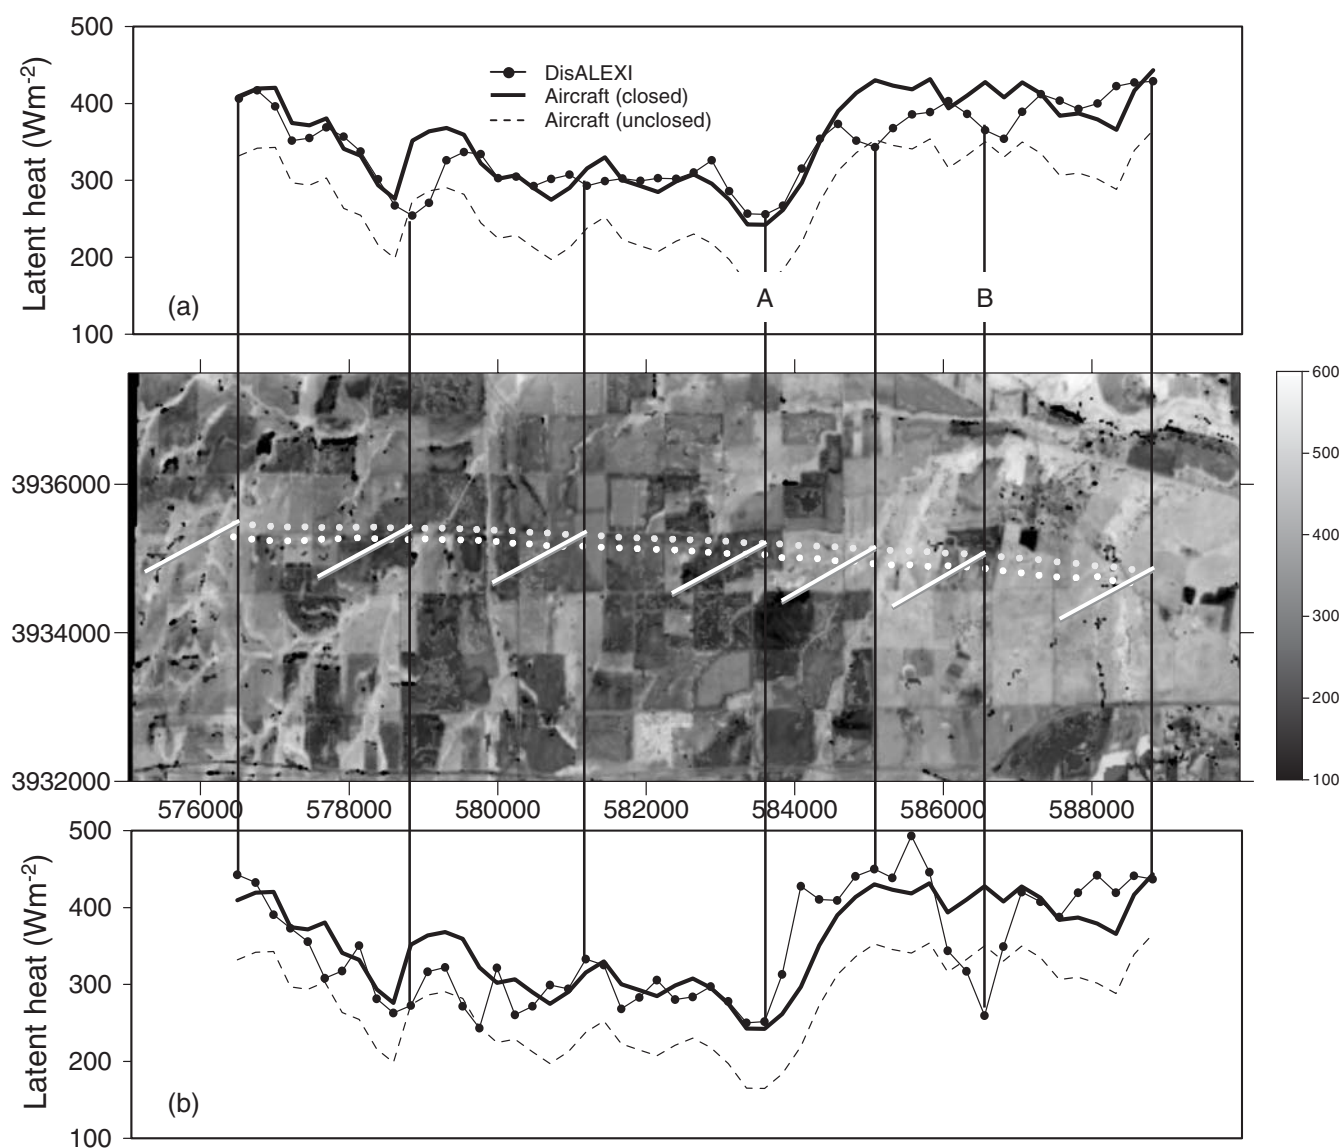 500
400
300
200
100
Latent heat (Wm-2)
DisALEXI
Aircraft (closed)
Aircraft (unclosed)
(a)
A
B
3936000
3934000
3932000
576000 578000 580000 582000 584000 586000 588000
600
500
400
300
200
100
500
400
300
200
100
Latent heat (Wm-2)
(b)